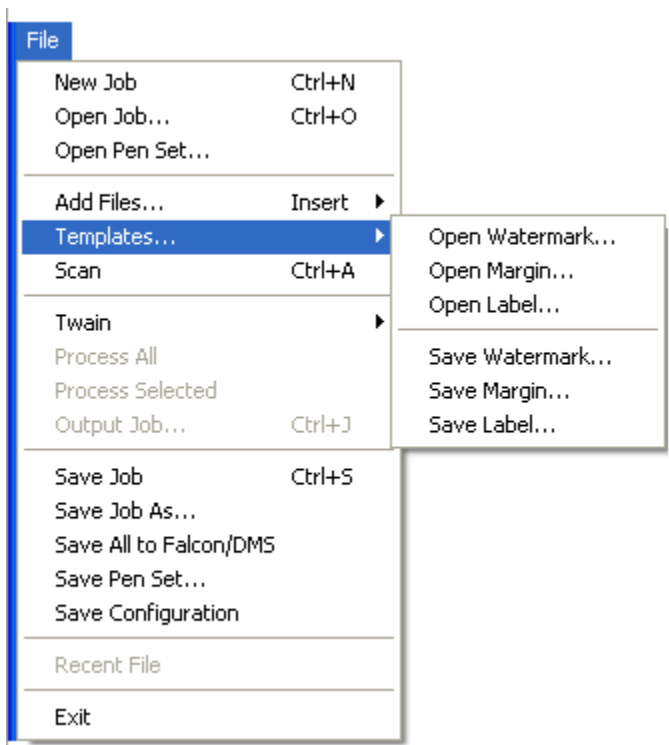 File
New Job Ctrl+N
Open Job... Ctrl+O
Open Pen Set...
Add Files... Insert
Templates...
Scan Ctrl+A
Twain
Process All
Process Selected
Output Job... Ctrl+J
Save Job Ctrl+S
Save Job As...
Save All to Falcon/DMS
Save Pen Set...
Save Configuration
Recent File
Exit
Open Watermark...
Open Margin...
Open Label...
Save Watermark...
Save Margin...
Save Label...